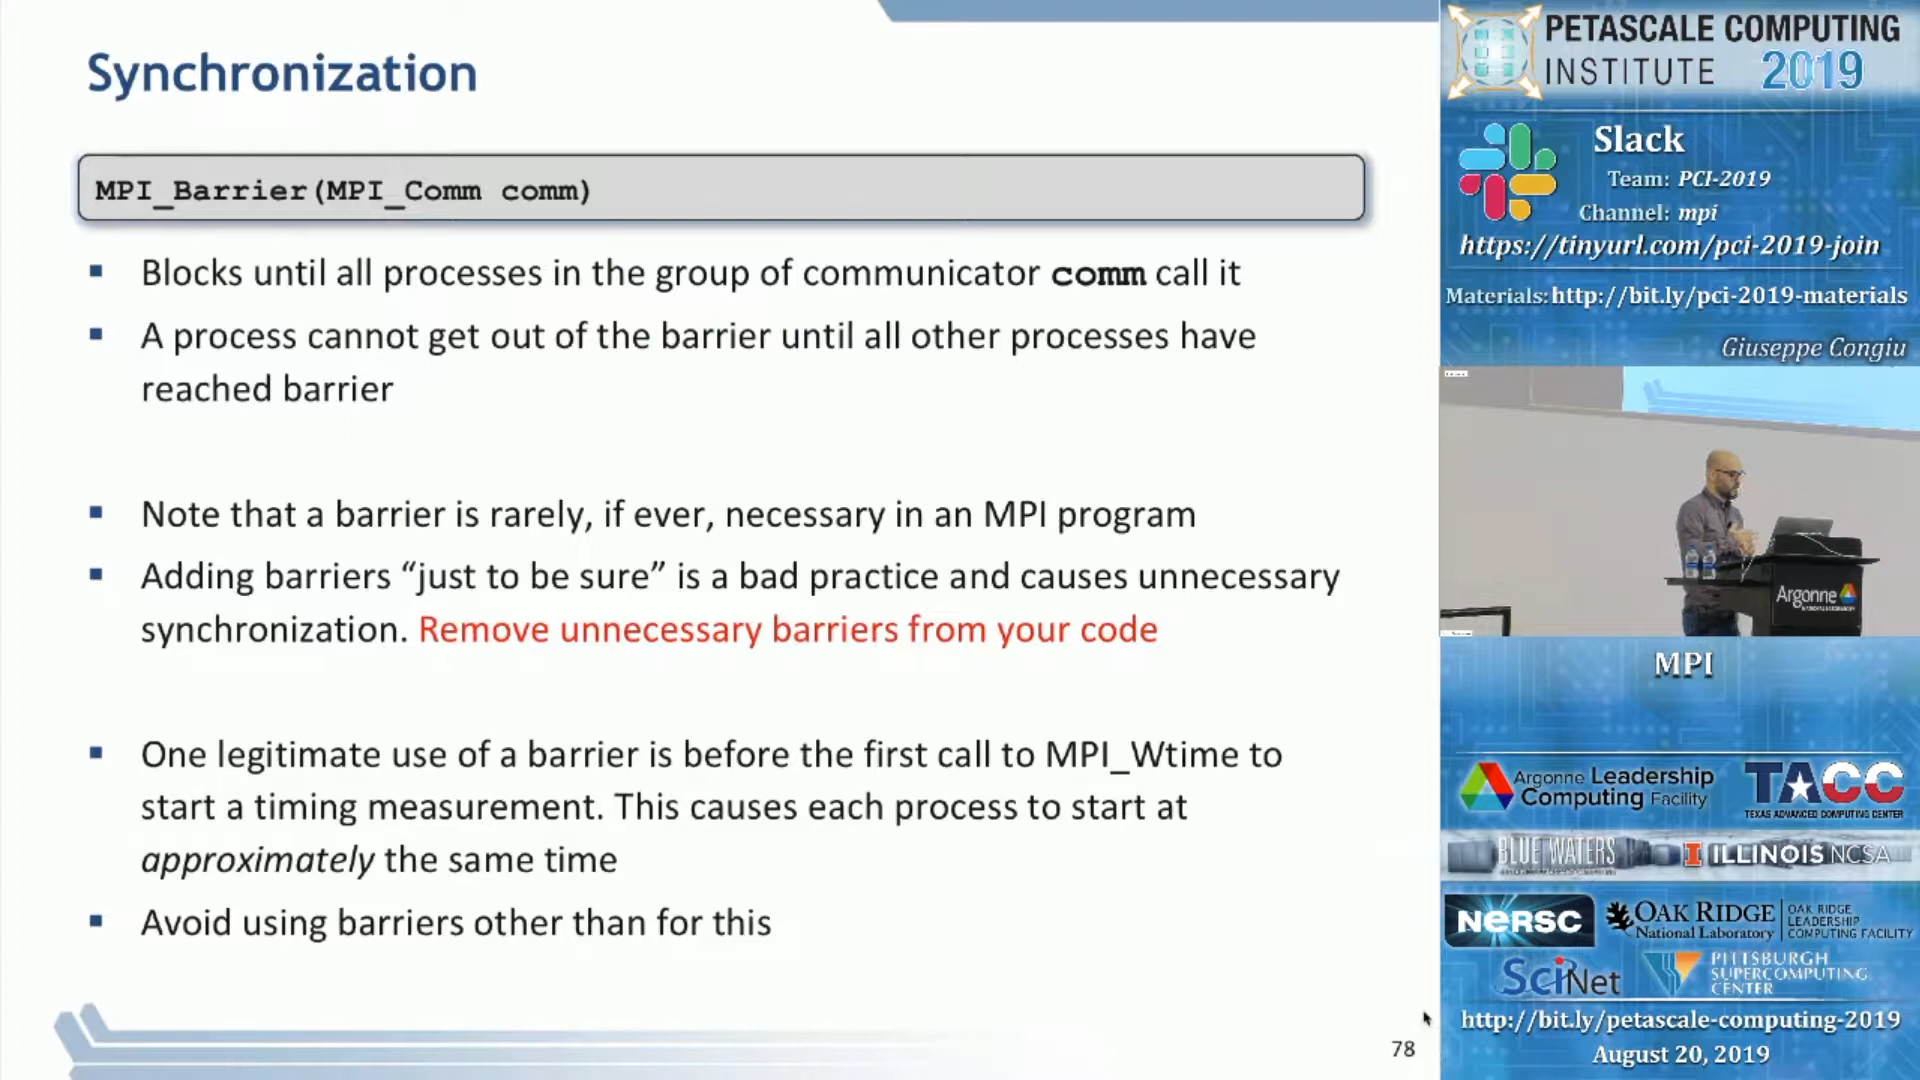 Synchronization
MPI_Barrier(MPI_Comm comm)
▪ Blocks until all processes in the group of communicator comm call it
▪ A process cannot get out of the barrier until all other processes have
reached barrier
▪ Note that a barrier is rarely, if ever, necessary in an MPI program
▪ Adding barriers “just to be sure” is a bad practice and causes unnecessary
synchronization. Remove unnecessary barriers from your code
▪ One legitimate use of a barrier is before the first call to MPI_Wtime to
start a timing measurement. This causes each process to start at
approximately the same time
▪ Avoid using barriers other than for this
78
PETASCALE COMPUTING
INSTITUTE 2019
Slack
Team: PCI-2019
Channel: mpi
https://tinyurl.com/pci-2019-join
Materials: http://bit.ly/pci-2019-materials
Giuseppe Congiu
Argonne
NATIONAL LABORATORY
MPI
Argonne Leadership
Computing Facility
TACC
TEXAS ADVANCED COMPUTING CENTER
BLUE WATERS
I ILLINOIS NCSA
NERSC
OAK RIDGE
National Laboratory
OAK RIDGE
LEADERSHIP
COMPUTING FACILITY
SciNet
PITTSBURGH
SUPERCOMPUTING
CENTER
http://bit.ly/petascale-computing-2019
August 20, 2019